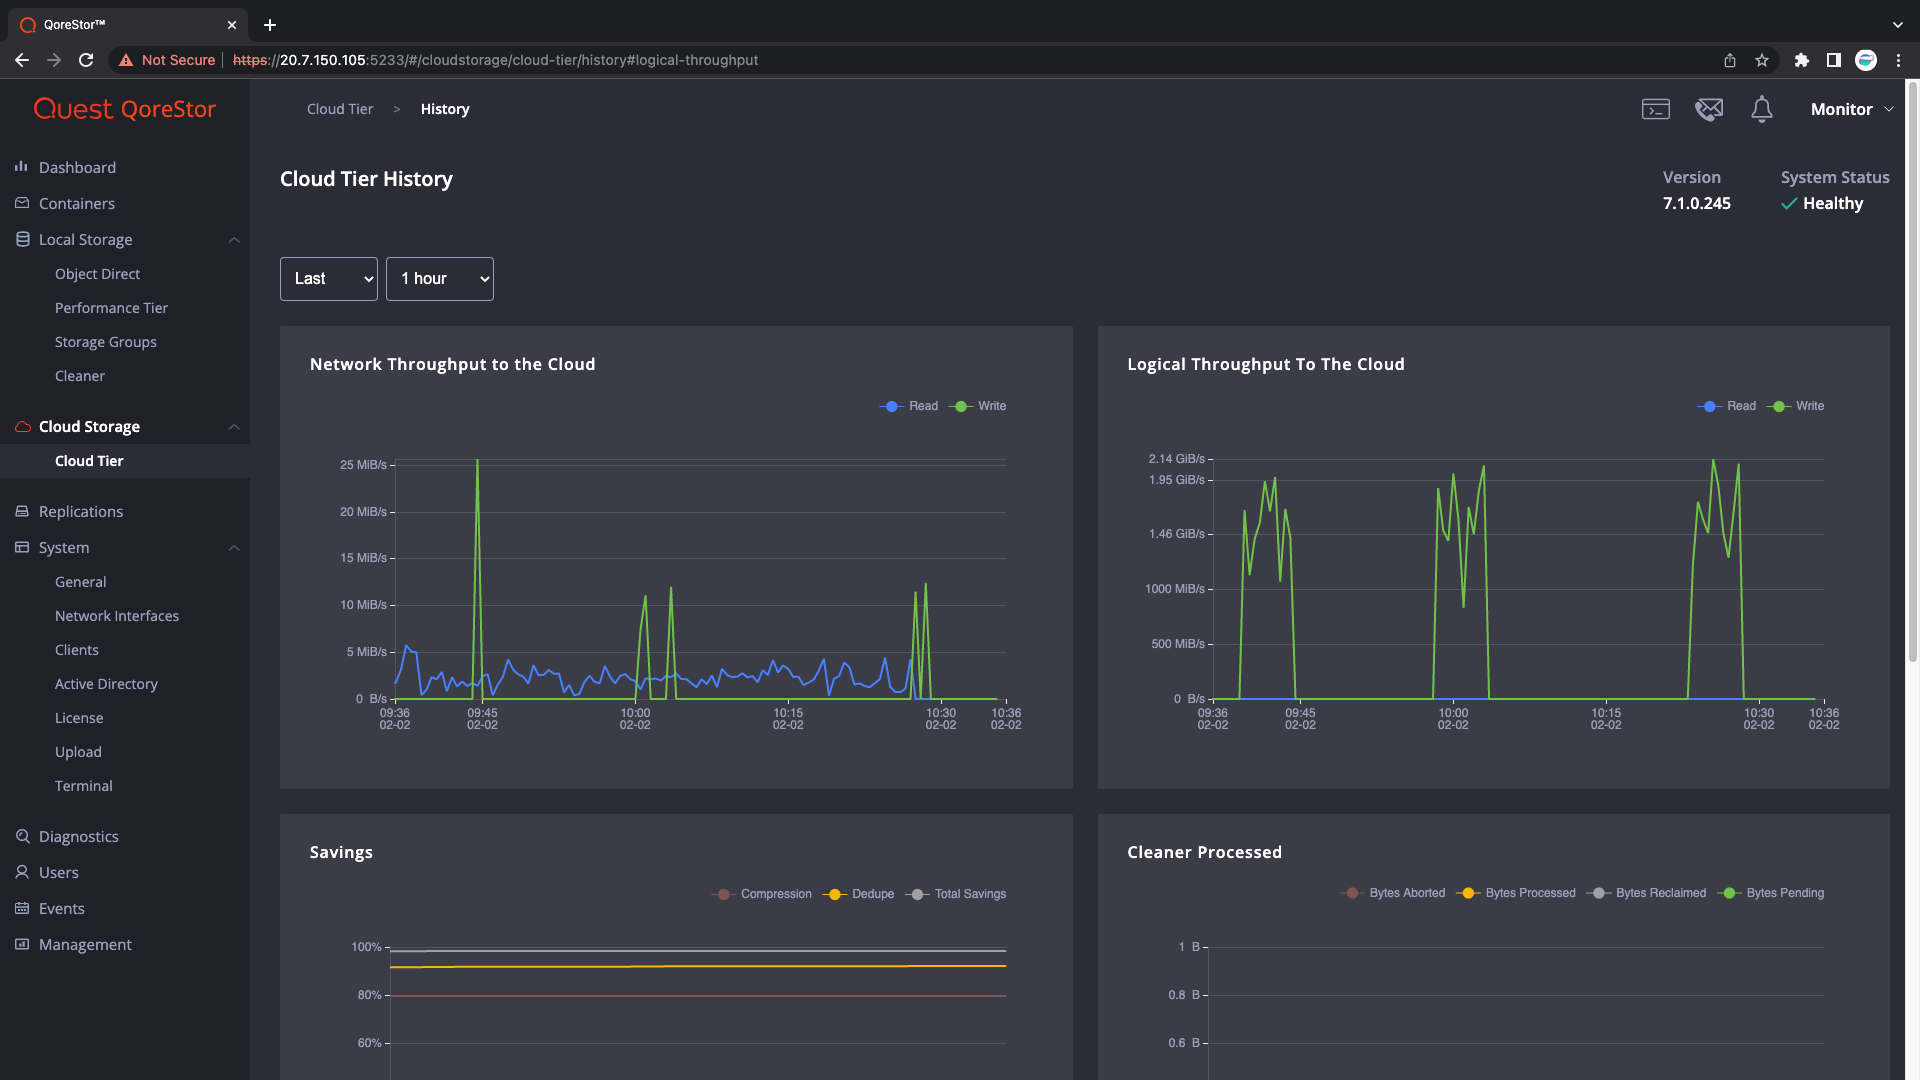 QoreStor™
Not Secure https://20.7.150.105:5233/#/cloudstorage/cloud-tier/history#logical-throughput
Quest QoreStor
Dashboard
Containers
Local Storage
Object Direct
Performance Tier
Storage Groups
Cleaner
Cloud Storage
Cloud Tier
Replications
System
General
Network Interfaces
Clients
Active Directory
License
Upload
Terminal
Diagnostics
Users
Events
Management
Cloud Tier > History
Monitor
Cloud Tier History
Version
7.1.0.245
System Status
Healthy
Last
1 hour
Network Throughput to the Cloud
Read Write
25 MiB/s
20 MiB/s
15 MiB/s
10 MiB/s
5 MiB/s
0 B/s
09:36 09:45 10:00 10:15 10:30 10:36
02-02 02-02 02-02 02-02 02-02 02-02
Logical Throughput To The Cloud
Read Write
2.14 GiB/s
1.95 GiB/s
1.46 GiB/s
1000 MiB/s
500 MiB/s
0 B/s
09:36 09:45 10:00 10:15 10:30 10:36
02-02 02-02 02-02 02-02 02-02 02-02
Savings
Compression Dedupe Total Savings
100%
80%
60%
Cleaner Processed
Bytes Aborted Bytes Processed Bytes Reclaimed Bytes Pending
1 B
0.8 B
0.6 B